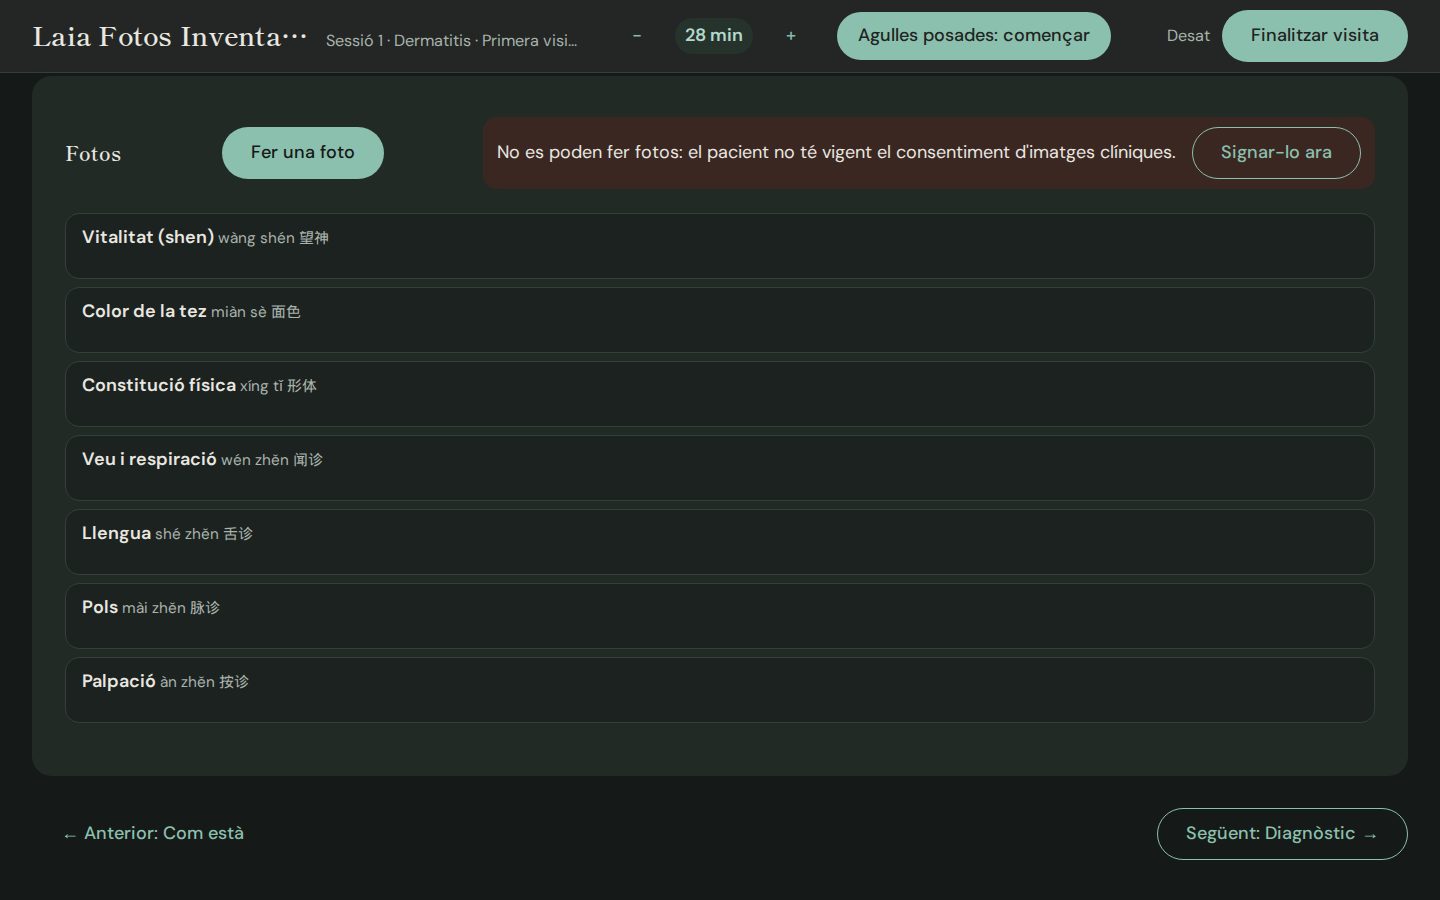 Laia Fotos Inventa···
Sessió 1 · Dermatitis · Primera visi...
−
28 min
+
Agulles posades: començar
Desat
Finalitzar visita
Fotos
Fer una foto
No es poden fer fotos: el pacient no té vigent el consentiment d'imatges clíniques.
Signar-lo ara
Vitalitat (shen) wàng shén 望神
Color de la tez miàn sè 面色
Constitució física xíng tǐ 形体
Veu i respiració wén zhěn 闻诊
Llengua shé zhěn 舌诊
Pols mài zhěn 脉诊
Palpació àn zhěn 按诊
← Anterior: Com està
Següent: Diagnòstic →